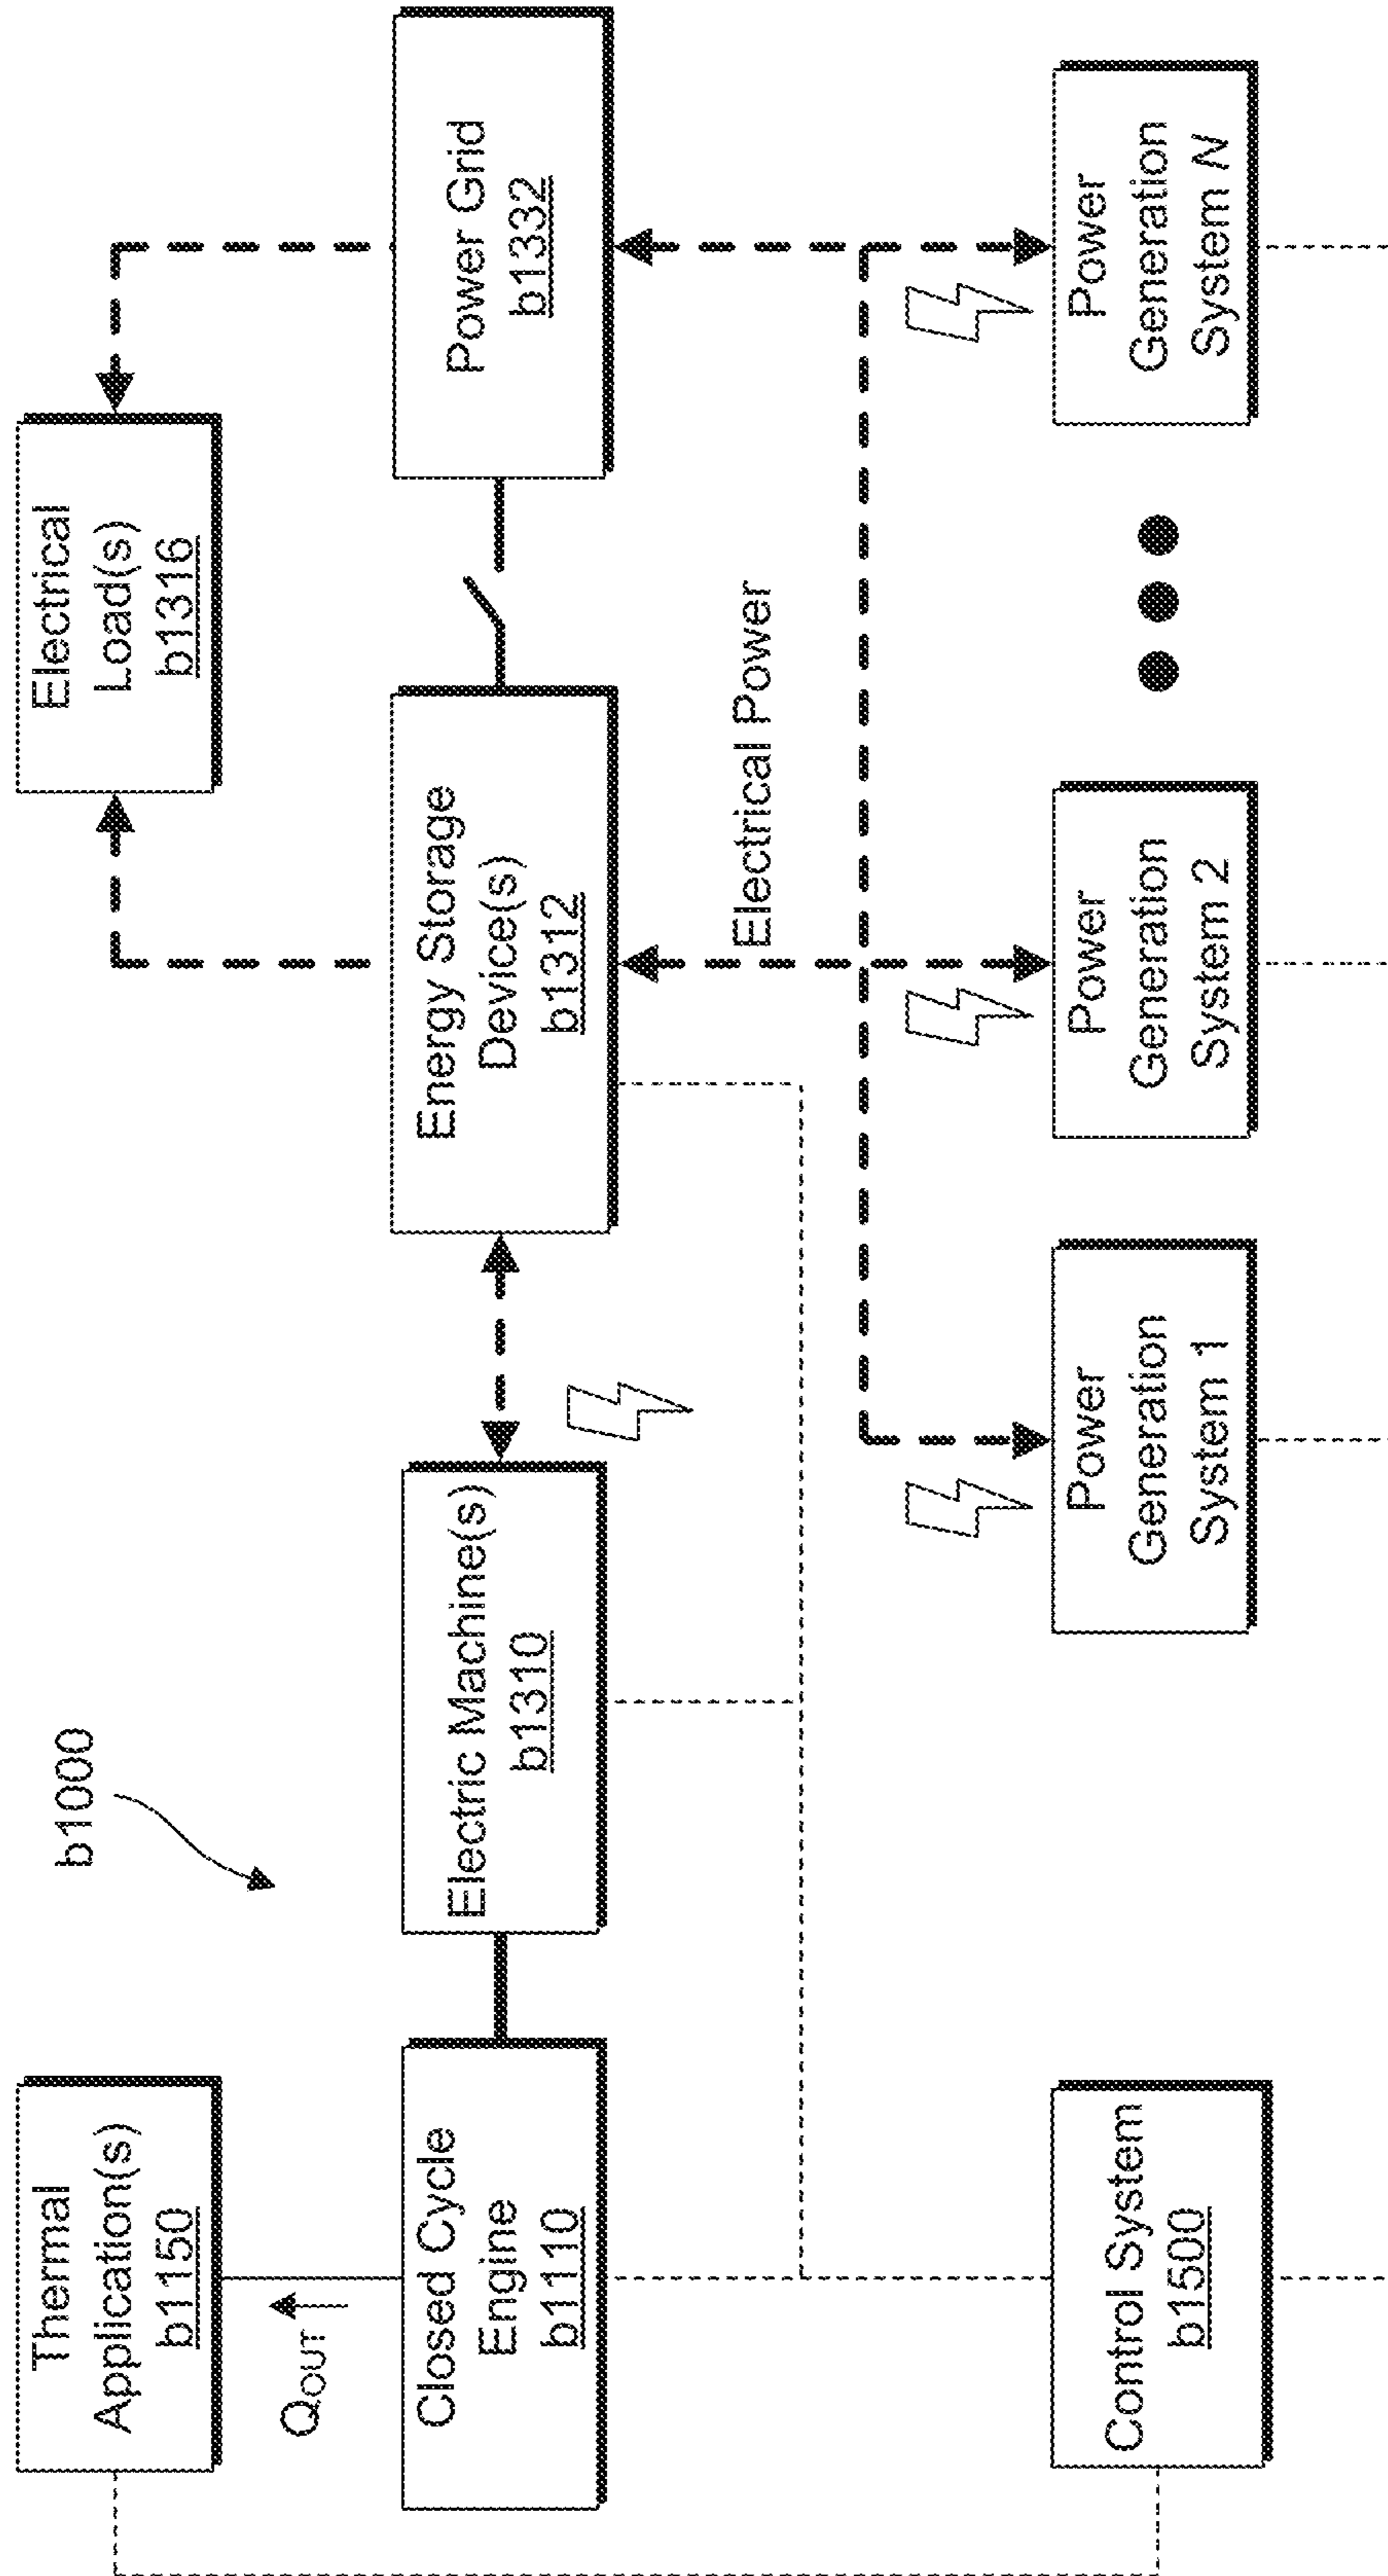 b1000
Thermal
Application(s)
b1150
Electrical
Load(s)
b1316
QOUT
Closed Cycle
Engine
b1110
Electric Machine(s)
b1310
Energy Storage
Device(s)
b1312
Power Grid
b1332
Electrical Power
Control System
b1500
Power
Generation
System 1
Power
Generation
System 2
Power
Generation
System N